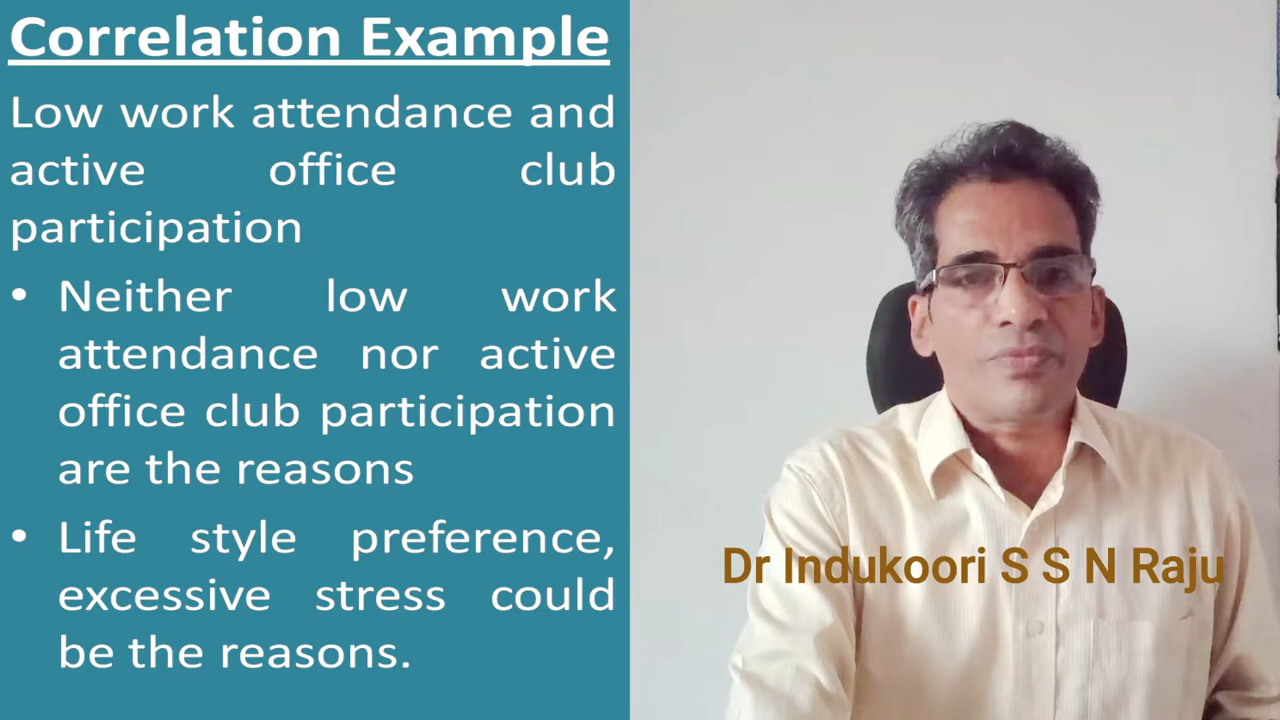 Correlation Example
Low work attendance and
active office club
participation
• Neither low work
attendance nor active
office club participation
are the reasons
• Life style preference,
excessive stress could
be the reasons.
Dr Indukoori S S N Raju